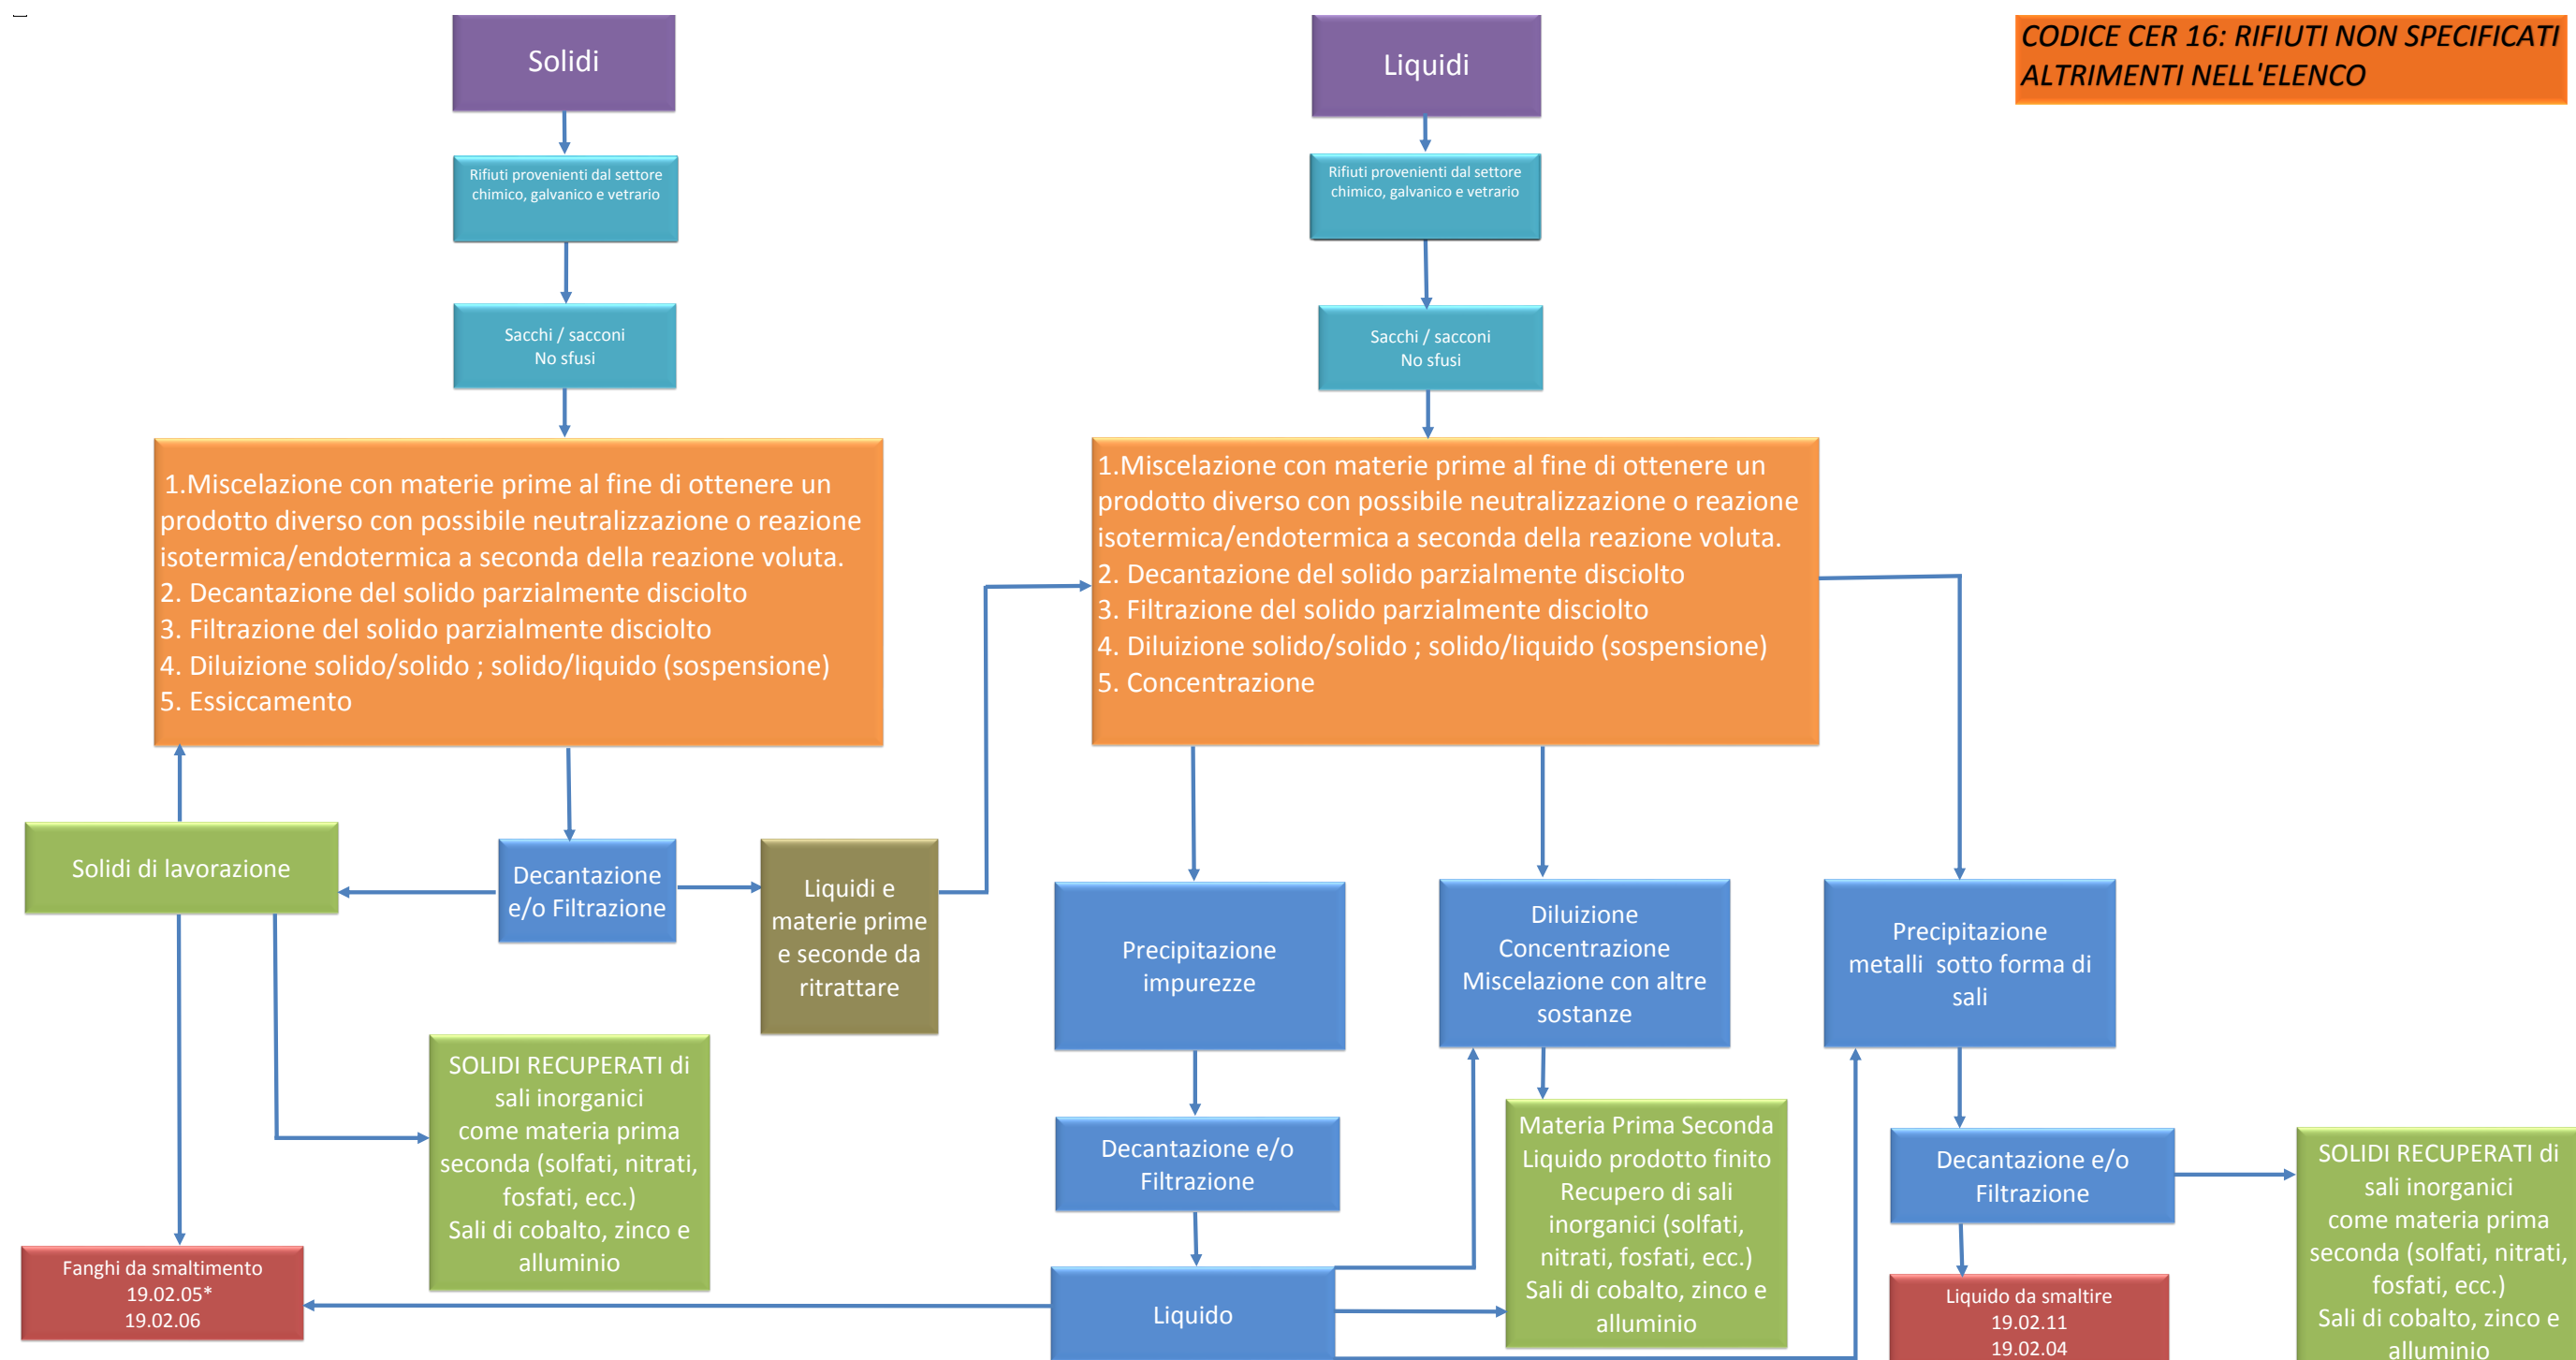 Solidi
Liquidi
CODICE CER 16: RIFIUTI NON SPECIFICATI
ALTRIMENTI NELL'ELENCO
Rifiuti provenienti dal settore
chimico, galvanico e vetrario
Rifiuti provenienti dal settore
chimico, galvanico e vetrario
Sacchi / sacconi
No sfusi
Sacchi / sacconi
No sfusi
1.Miscelazione con materie prime al fine di ottenere un
prodotto diverso con possibile neutralizzazione o reazione
isotermica/endotermica a seconda della reazione voluta.
2. Decantazione del solido parzialmente disciolto
3. Filtrazione del solido parzialmente disciolto
4. Diluizione solido/solido ; solido/liquido (sospensione)
5. Essiccamento
1.Miscelazione con materie prime al fine di ottenere un
prodotto diverso con possibile neutralizzazione o reazione
isotermica/endotermica a seconda della reazione voluta.
2. Decantazione del solido parzialmente disciolto
3. Filtrazione del solido parzialmente disciolto
4. Diluizione solido/solido ; solido/liquido (sospensione)
5. Concentrazione
Solidi di lavorazione
Decantazione
e/o Filtrazione
Liquidi e
materie prime
e seconde da
ritrattare
Precipitazione
impurezze
Diluizione
Concentrazione
Miscelazione con altre
sostanze
Precipitazione
metalli sotto forma di
sali
SOLIDI RECUPERATI di
sali inorganici
come materia prima
seconda (solfati, nitrati,
fosfati, ecc.)
Sali di cobalto, zinco e
alluminio
Decantazione e/o
Filtrazione
Materia Prima Seconda
Liquido prodotto finito
Recupero di sali
inorganici (solfati,
nitrati, fosfati, ecc.)
Sali di cobalto, zinco e
alluminio
Decantazione e/o
Filtrazione
SOLIDI RECUPERATI di
sali inorganici
come materia prima
seconda (solfati, nitrati,
fosfati, ecc.)
Sali di cobalto, zinco e
alluminio
Fanghi da smaltimento
19.02.05*
19.02.06
Liquido
Liquido da smaltire
19.02.11
19.02.04